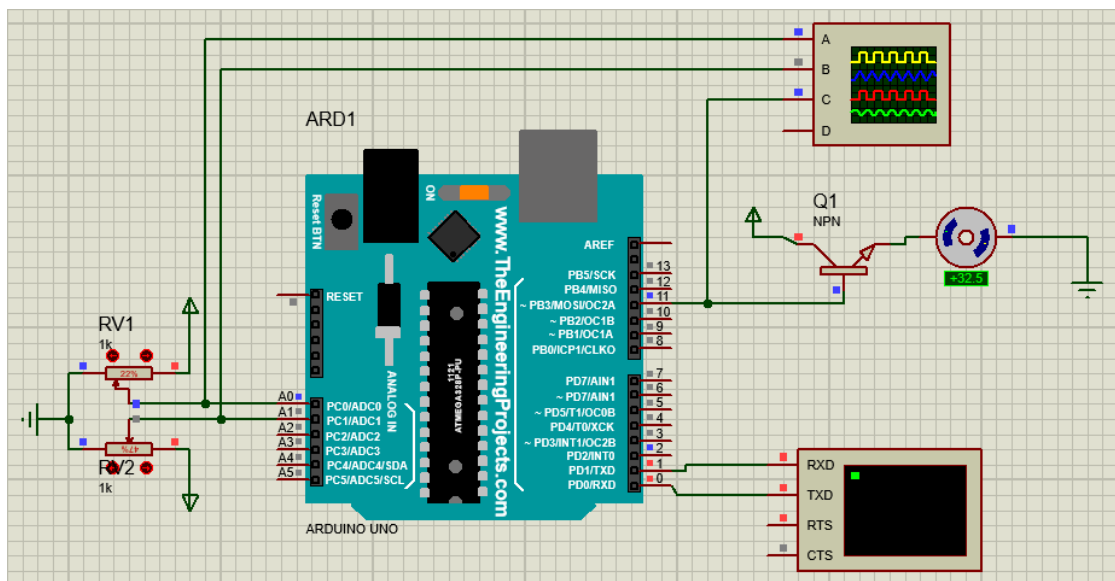 A
B
C
D
ARD1
Q1
NPN
+32.5
Reset BTN
ON
www.TheEngineeringProjects.com
AREF
PB5/SCK 13
PB4/MISO 12
~ PB3/MOSI/OC2A 11
~ PB2/OC1B 10
~ PB1/OC1A 9
PB0/ICP1/CLKO 8
RESET
RV1
1k
22%
ANALOG IN
1121
ATMEGA328P-PU
PD7/AIN1 7
~ PD7/AIN1 6
~ PD5/T1/OC0B 5
PD4/T0/XCK 4
~ PD3/INT1/OC2B 3
PD2/INT0 2
PD1/TXD 1
PD0/RXD 0
A0 PC0/ADC0
A1 PC1/ADC1
A2 PC2/ADC2
A3 PC3/ADC3
A4 PC4/ADC4/SDA
A5 PC5/ADC5/SCL
47%
RV2
1k
ARDUINO UNO
RXD
TXD
RTS
CTS